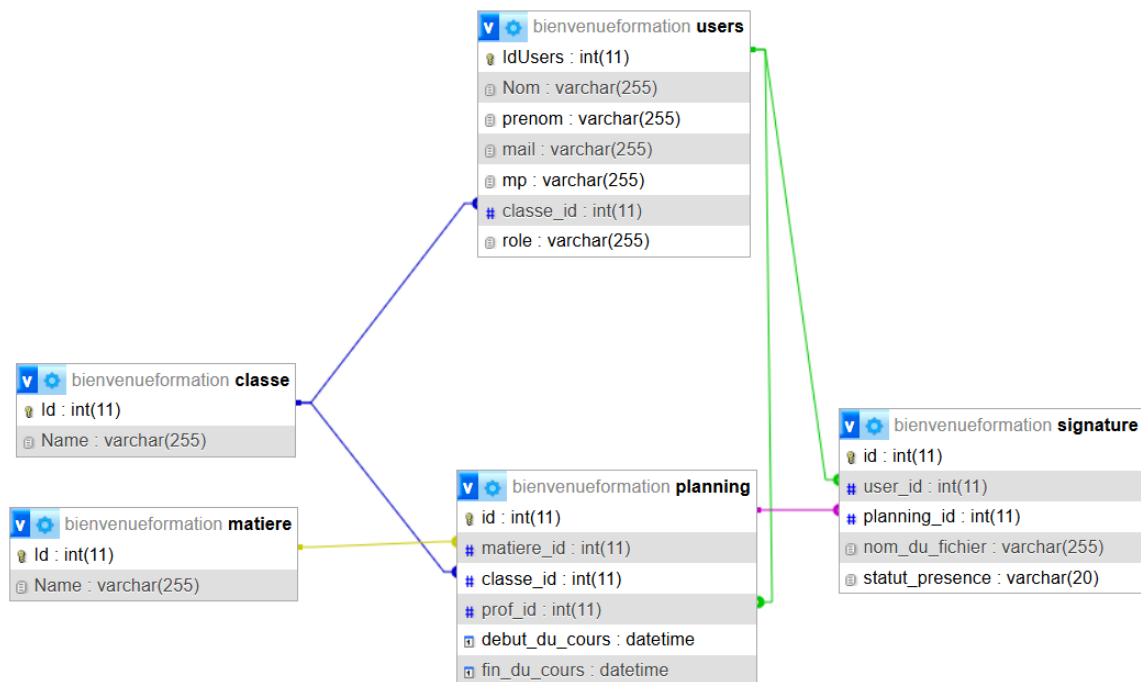 v bienvenueformation users
IdUsers : int(11)
Nom : varchar(255)
prenom : varchar(255)
mail : varchar(255)
mp : varchar(255)
# classe_id : int(11)
role : varchar(255)
v bienvenueformation classe
Id : int(11)
Name : varchar(255)
v bienvenueformation matiere
Id : int(11)
Name : varchar(255)
v bienvenueformation planning
id : int(11)
# matiere_id : int(11)
# classe_id : int(11)
# prof_id : int(11)
debut_du_cours : datetime
fin_du_cours : datetime
v bienvenueformation signature
id : int(11)
# user_id : int(11)
# planning_id : int(11)
nom_du_fichier : varchar(255)
statut_presence : varchar(20)